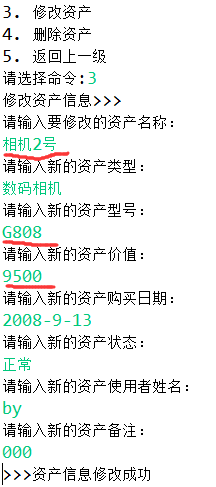 3. 修改资产
4. 删除资产
5. 返回上一级
请选择命令:3
修改资产信息>>>
请输入要修改的资产名称：
相机2号
请输入新的资产类型：
数码相机
请输入新的资产型号：
G808
请输入新的资产价值：
9500
请输入新的资产购买日期：
2008-9-13
请输入新的资产状态：
正常
请输入新的资产使用者姓名：
by
请输入新的资产备注：
000
>>>资产信息修改成功